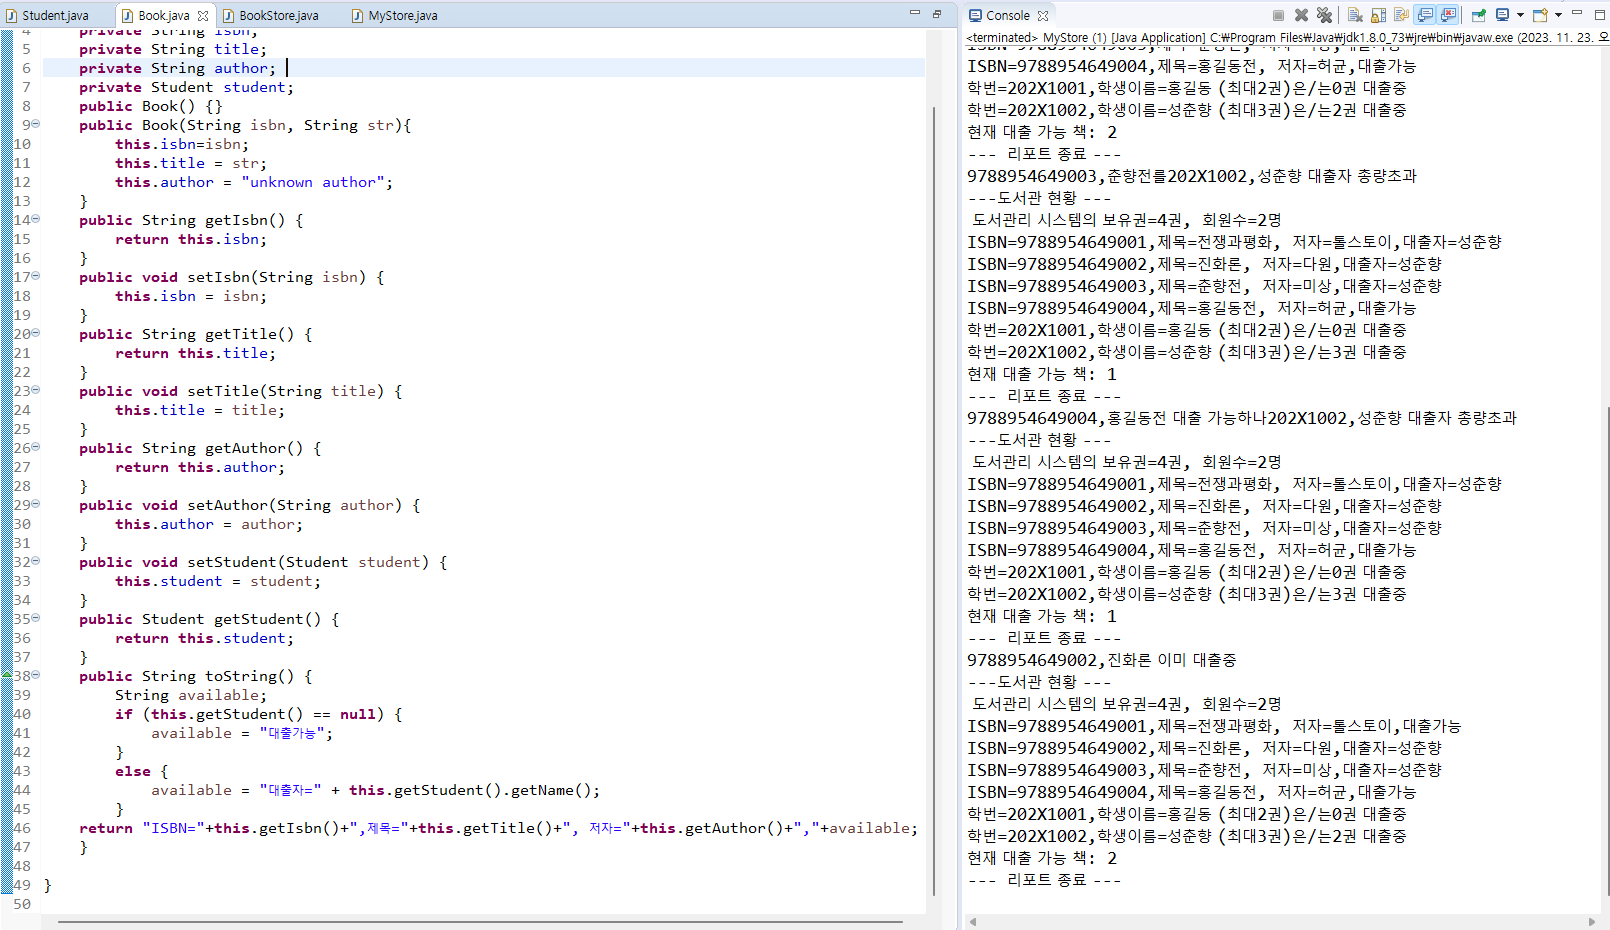 Student.java
Book.java
BookStore.java
MyStore.java
4 private String isbn;
5 private String title;
6 private String author;
7 private Student student;
8 public Book() {}
9 public Book(String isbn, String str){
10 this.isbn=isbn;
11 this.title = str;
12 this.author = "unknown author";
13 }
14 public String getIsbn() {
15 return this.isbn;
16 }
17 public void setIsbn(String isbn) {
18 this.isbn = isbn;
19 }
20 public String getTitle() {
21 return this.title;
22 }
23 public void setTitle(String title) {
24 this.title = title;
25 }
26 public String getAuthor() {
27 return this.author;
28 }
29 public void setAuthor(String author) {
30 this.author = author;
31 }
32 public void setStudent(Student student) {
33 this.student = student;
34 }
35 public Student getStudent() {
36 return this.student;
37 }
38 public String toString() {
39 String available;
40 if (this.getStudent() == null) {
41 available = "대출가능";
42 }
43 else {
44 available = "대출자=" + this.getStudent().getName();
45 }
46 return "ISBN="+this.getIsbn()+",제목="+this.getTitle()+", 저자="+this.getAuthor()+","+available;
47 }
48
49 }
50
Console
<terminated> MyStore (1) [Java Application] C:₩Program Files₩Java₩jdk1.8.0_73₩jre₩bin₩javaw.exe (2023. 11. 23. 오
ISBN=9788954649004,제목=홍길동전, 저자=허균,대출가능
학번=202X1001,학생이름=홍길동 (최대2권)은/는0권 대출중
학번=202X1002,학생이름=성춘향 (최대3권)은/는2권 대출중
현재 대출 가능 책: 2
--- 리포트 종료 ---
9788954649003,춘향전를202X1002,성춘향 대출자 총량초과
---도서관 현황 ---
도서관리 시스템의 보유권=4권, 회원수=2명
ISBN=9788954649001,제목=전쟁과평화, 저자=톨스토이,대출자=성춘향
ISBN=9788954649002,제목=진화론, 저자=다윈,대출자=성춘향
ISBN=9788954649003,제목=춘향전, 저자=미상,대출자=성춘향
ISBN=9788954649004,제목=홍길동전, 저자=허균,대출가능
학번=202X1001,학생이름=홍길동 (최대2권)은/는0권 대출중
학번=202X1002,학생이름=성춘향 (최대3권)은/는3권 대출중
현재 대출 가능 책: 1
--- 리포트 종료 ---
9788954649004,홍길동전 대출 가능하나202X1002,성춘향 대출자 총량초과
---도서관 현황 ---
도서관리 시스템의 보유권=4권, 회원수=2명
ISBN=9788954649001,제목=전쟁과평화, 저자=톨스토이,대출자=성춘향
ISBN=9788954649002,제목=진화론, 저자=다윈,대출자=성춘향
ISBN=9788954649003,제목=춘향전, 저자=미상,대출자=성춘향
ISBN=9788954649004,제목=홍길동전, 저자=허균,대출가능
학번=202X1001,학생이름=홍길동 (최대2권)은/는0권 대출중
학번=202X1002,학생이름=성춘향 (최대3권)은/는3권 대출중
현재 대출 가능 책: 1
--- 리포트 종료 ---
9788954649002,진화론 이미 대출중
---도서관 현황 ---
도서관리 시스템의 보유권=4권, 회원수=2명
ISBN=9788954649001,제목=전쟁과평화, 저자=톨스토이,대출가능
ISBN=9788954649002,제목=진화론, 저자=다윈,대출자=성춘향
ISBN=9788954649003,제목=춘향전, 저자=미상,대출자=성춘향
ISBN=9788954649004,제목=홍길동전, 저자=허균,대출가능
학번=202X1001,학생이름=홍길동 (최대2권)은/는0권 대출중
학번=202X1002,학생이름=성춘향 (최대3권)은/는2권 대출중
현재 대출 가능 책: 2
--- 리포트 종료 ---